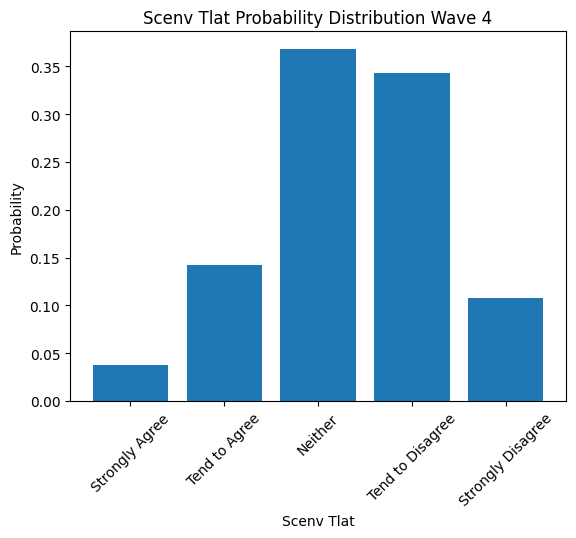 Scenv Tlat Probability Distribution Wave 4
Probability
0.35
0.30
0.25
0.20
0.15
0.10
0.05
0.00
Strongly Agree
Tend to Agree
Neither
Tend to Disagree
Strongly Disagree
Scenv Tlat